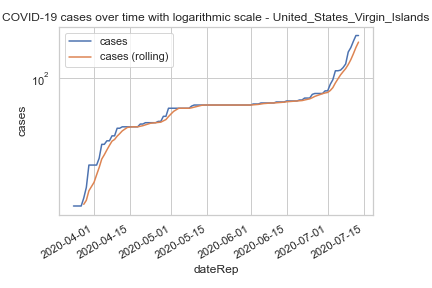 COVID-19 cases over time with logarithmic scale - United_States_Virgin_Islands
cases
cases (rolling)
10²
cases
2020-04-01
2020-04-15
2020-05-01
2020-05-15
2020-06-01
2020-06-15
2020-07-01
2020-07-15
dateRep